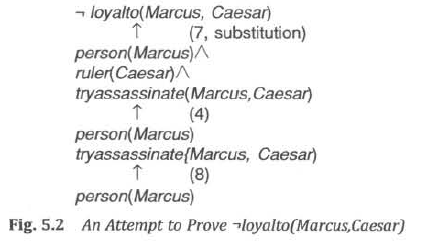 ¬ loyalto(Marcus, Caesar)
↑ (7, substitution)
person(Marcus)∧
ruler(Caesar)∧
tryassassinate(Marcus,Caesar)
↑ (4)
person(Marcus)
tryassassinate{Marcus, Caesar)
↑ (8)
person(Marcus)
Fig. 5.2 An Attempt to Prove ¬loyalto(Marcus,Caesar)